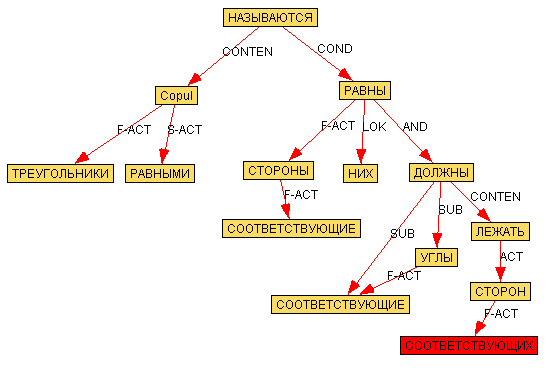 НАЗЫВАЮТСЯ
CONTEN COND
Copul РАВНЫ
F-ACT S-ACT F-ACT LOK AND
ТРЕУГОЛЬНИКИ РАВНЫМИ СТОРОНЫ НИХ ДОЛЖНЫ
F-ACT SUB CONTEN
СООТВЕТСТВУЮЩИЕ SUB ЛЕЖАТЬ
УГЛЫ ACT
F-ACT
СООТВЕТСТВУЮЩИЕ СТОРОН
F-ACT
СООТВЕТСТВУЮЩИХ